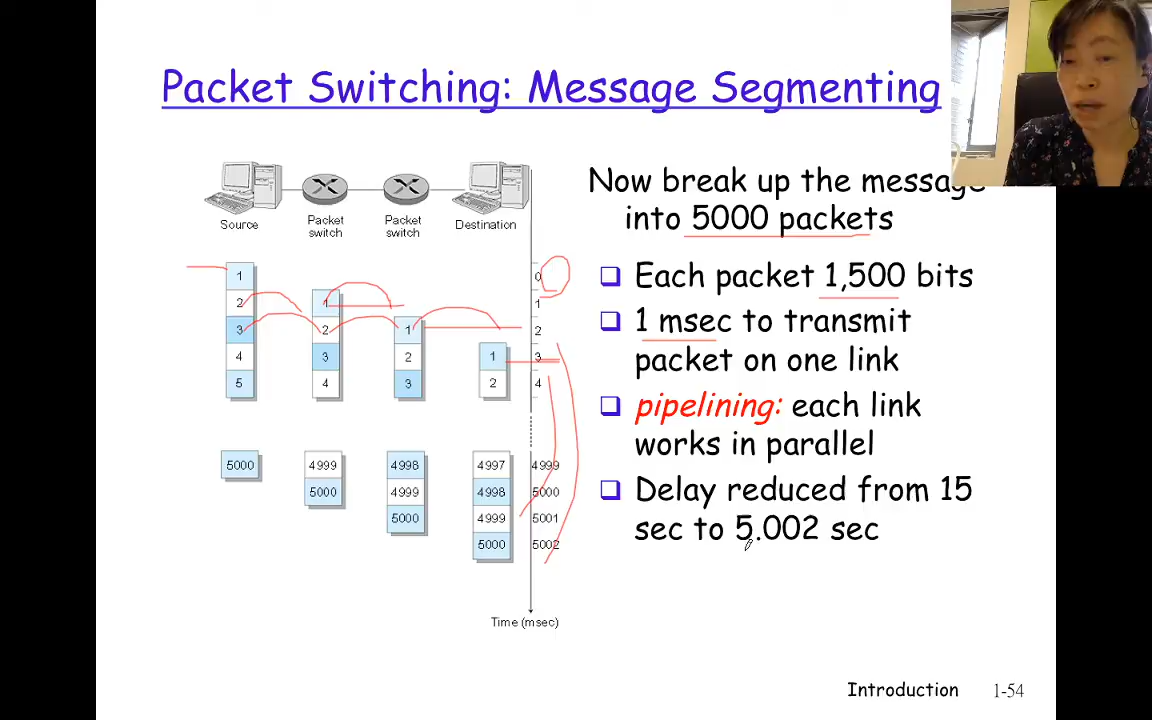 Packet Switching: Message Segmenting
Source
Packet
switch
Packet
switch
Destination
1
2
3
4
5
1
2
3
4
1
2
3
1
2
0
1
2
3
4
5000
4999
5000
4998
4999
5000
4997
4998
4999
5000
4999
5000
5001
5002
Time (msec)
Now break up the message
into 5000 packets
Each packet 1,500 bits
1 msec to transmit
packet on one link
pipelining: each link
works in parallel
Delay reduced from 15
sec to 5.002 sec
Introduction
1-54